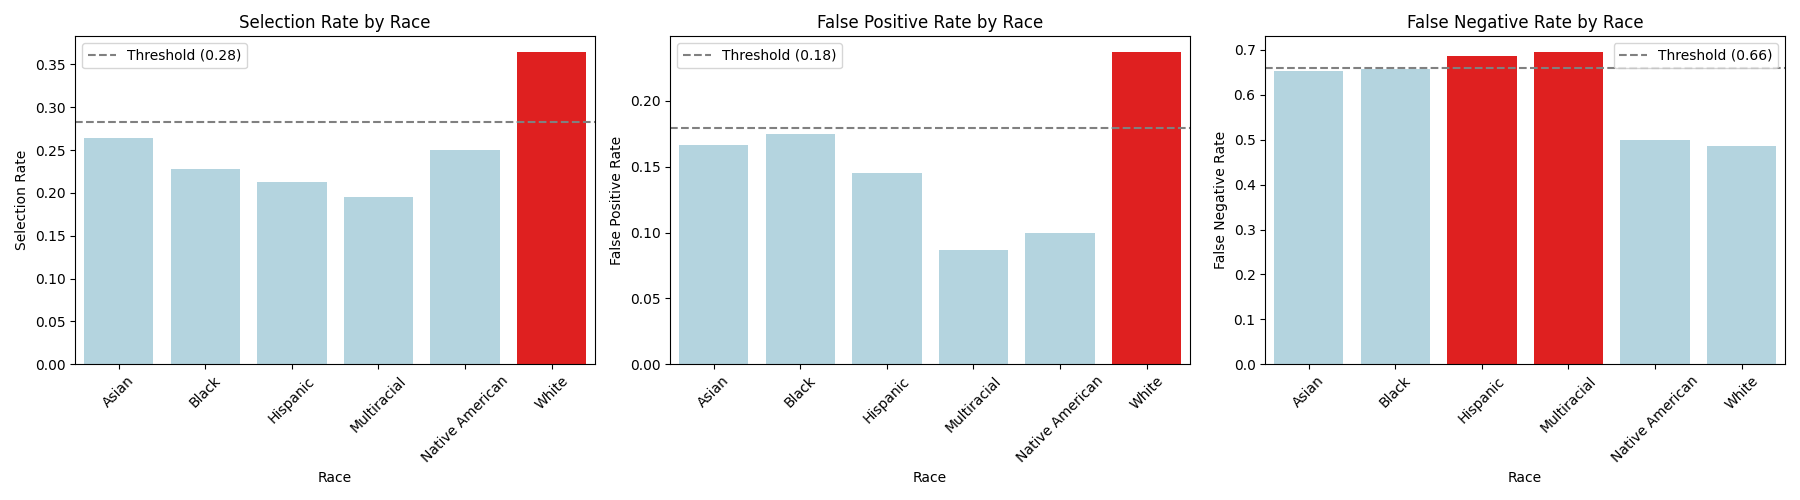 Selection Rate by Race
Threshold (0.28)
Selection Rate
0.35
0.30
0.25
0.20
0.15
0.10
0.05
0.00
Asian
Black
Hispanic
Multiracial
Native American
White
Race
False Positive Rate by Race
Threshold (0.18)
False Positive Rate
0.20
0.15
0.10
0.05
0.00
Asian
Black
Hispanic
Multiracial
Native American
White
Race
False Negative Rate by Race
Threshold (0.66)
False Negative Rate
0.7
0.6
0.5
0.4
0.3
0.2
0.1
0.0
Asian
Black
Hispanic
Multiracial
Native American
White
Race